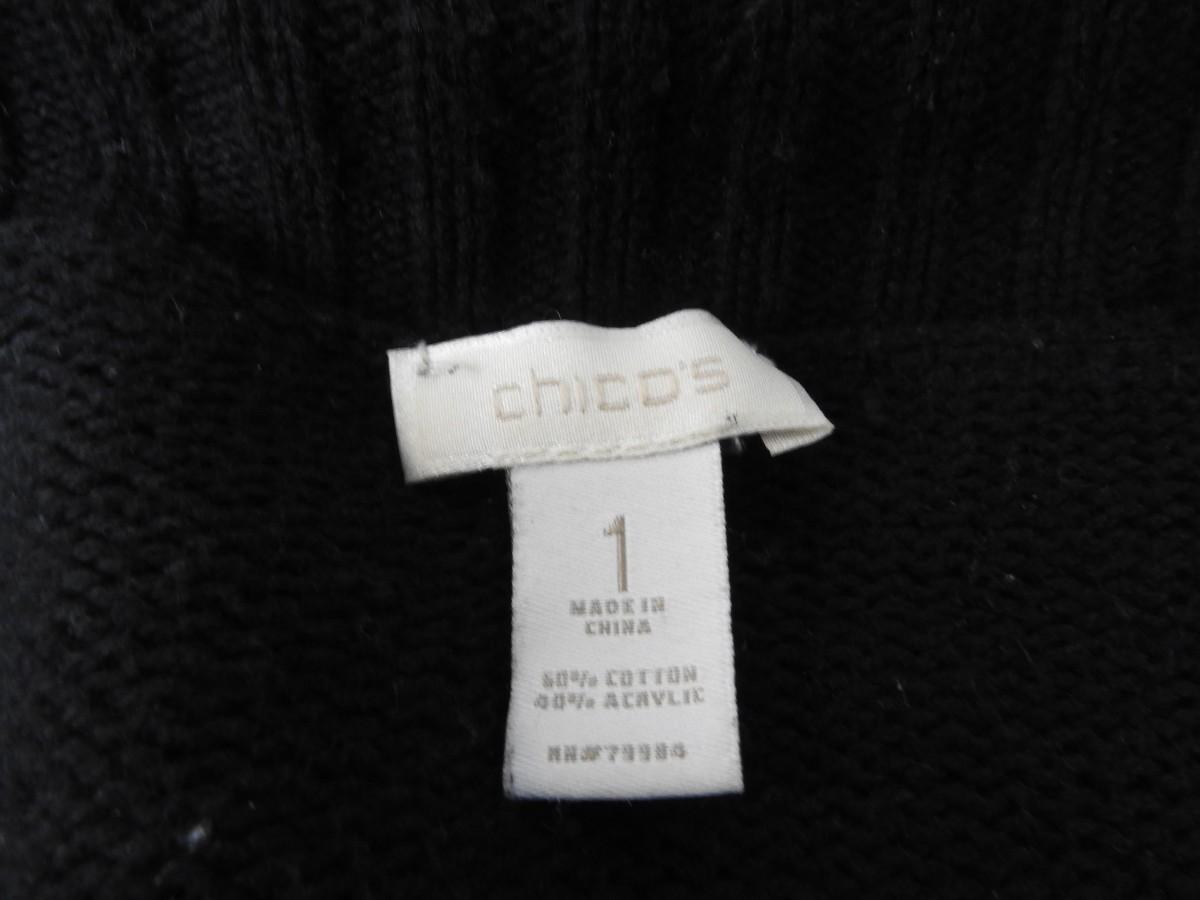 chico's
1
MADE IN
CHINA
60% COTTON
40% ACRYLIC
RN#79984